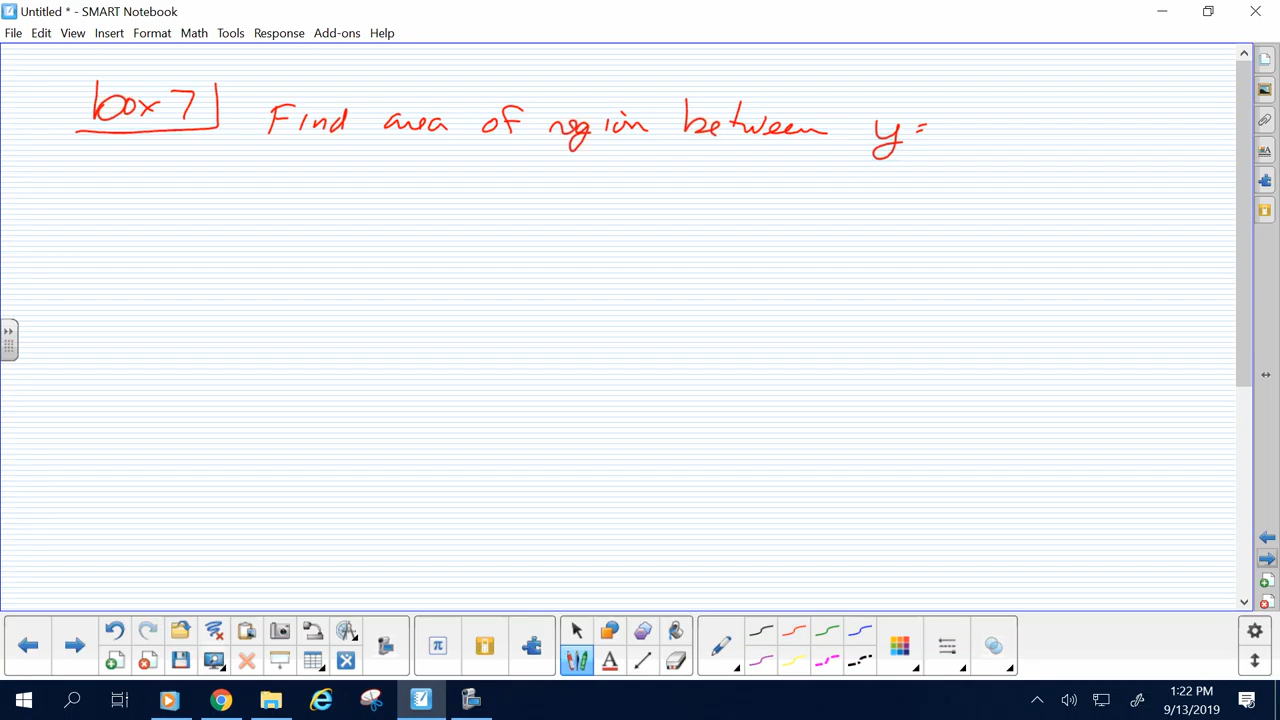 Untitled * - SMART Notebook
File Edit View Insert Format Math Tools Response Add-ons Help
box 7 Find area of region between y =
π
A
1:22 PM
9/13/2019